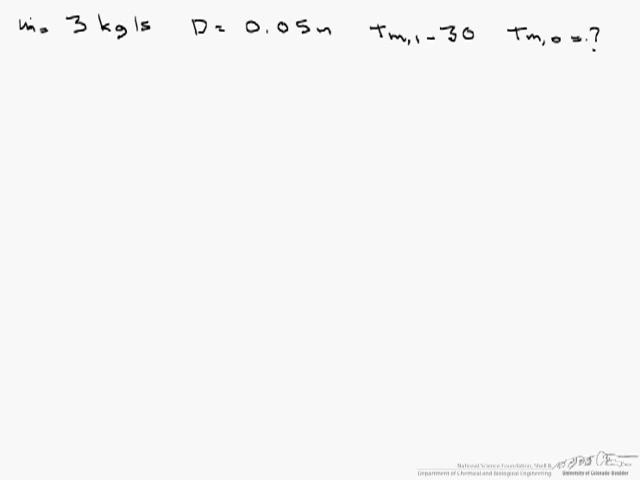 ṁ = 3 kg/s D = 0.05m Tm,i - 30 Tm,o = ?
National Science Foundation, Shell &
Department of Chemical and Biological Engineering University of Colorado Boulder